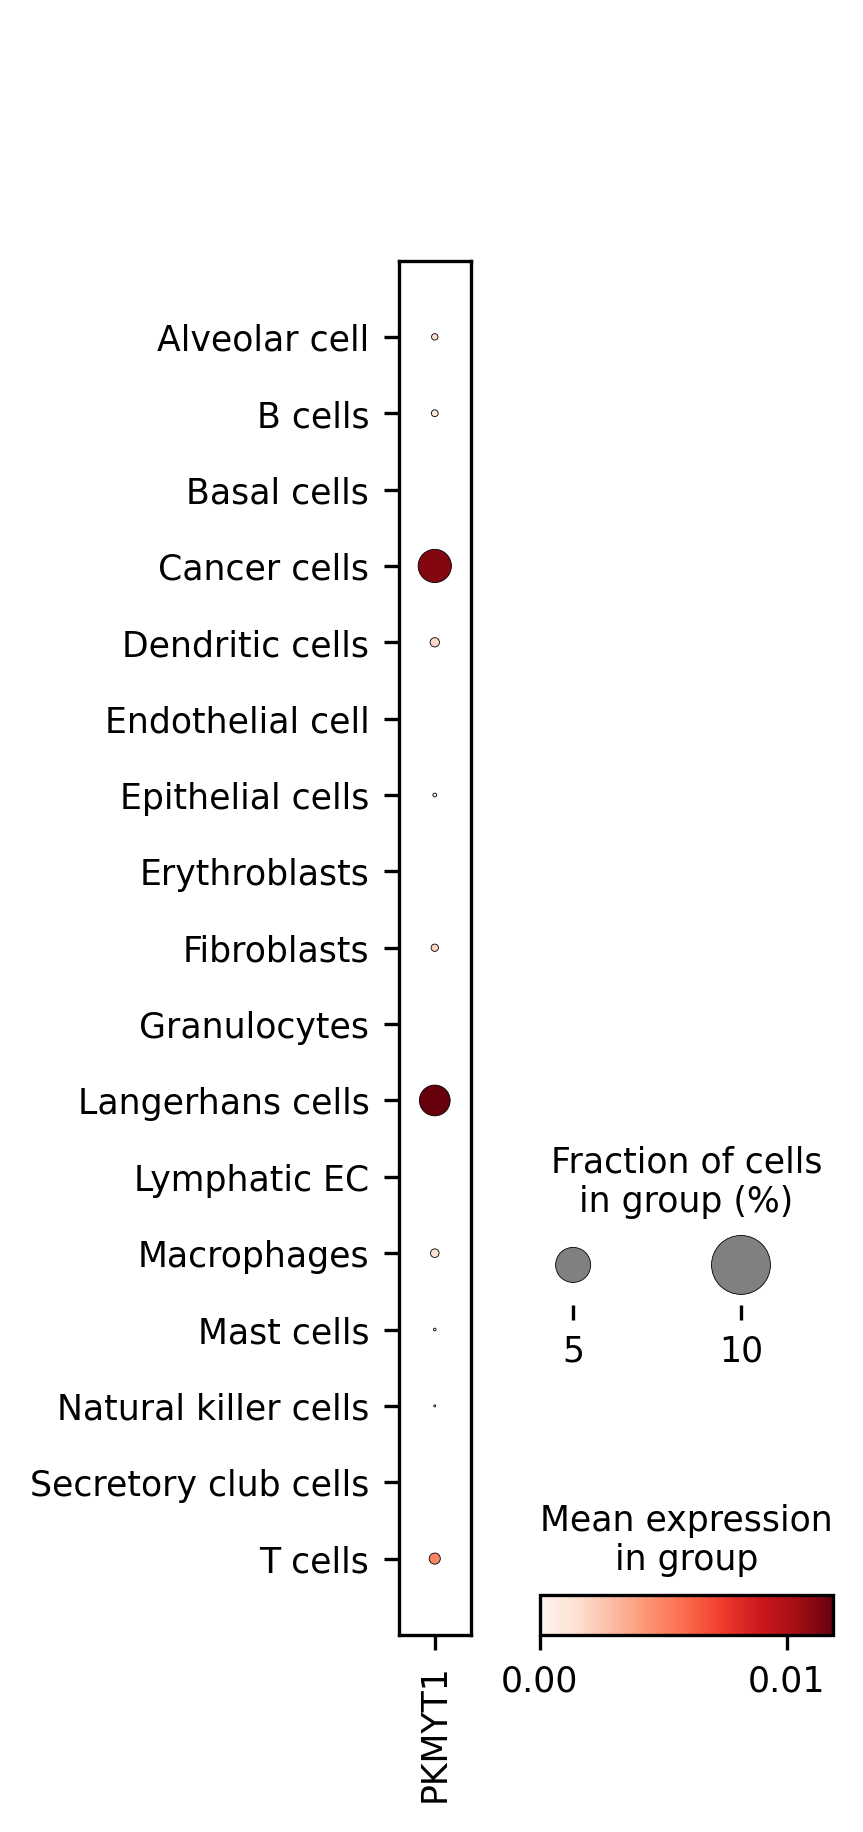 Alveolar cell
B cells
Basal cells
Cancer cells
Dendritic cells
Endothelial cell
Epithelial cells
Erythroblasts
Fibroblasts
Granulocytes
Langerhans cells
Lymphatic EC
Macrophages
Mast cells
Natural killer cells
Secretory club cells
T cells
PKMYT1
Fraction of cells
in group (%)
5 10
Mean expression
in group
0.00 0.01